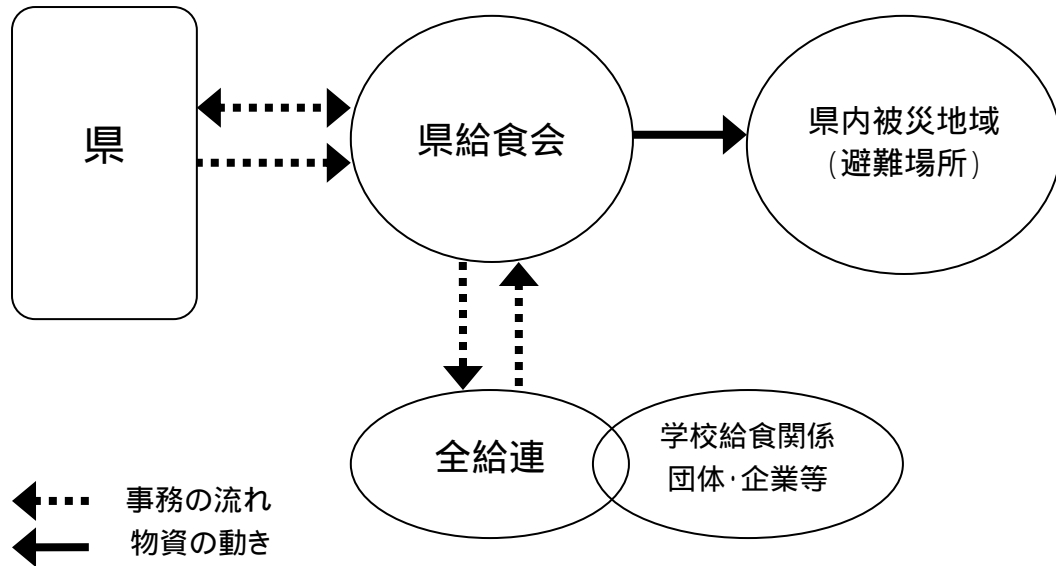 県
県給食会
県内被災地域
(避難場所)
全給連
学校給食関係
団体・企業等
事務の流れ
物資の動き